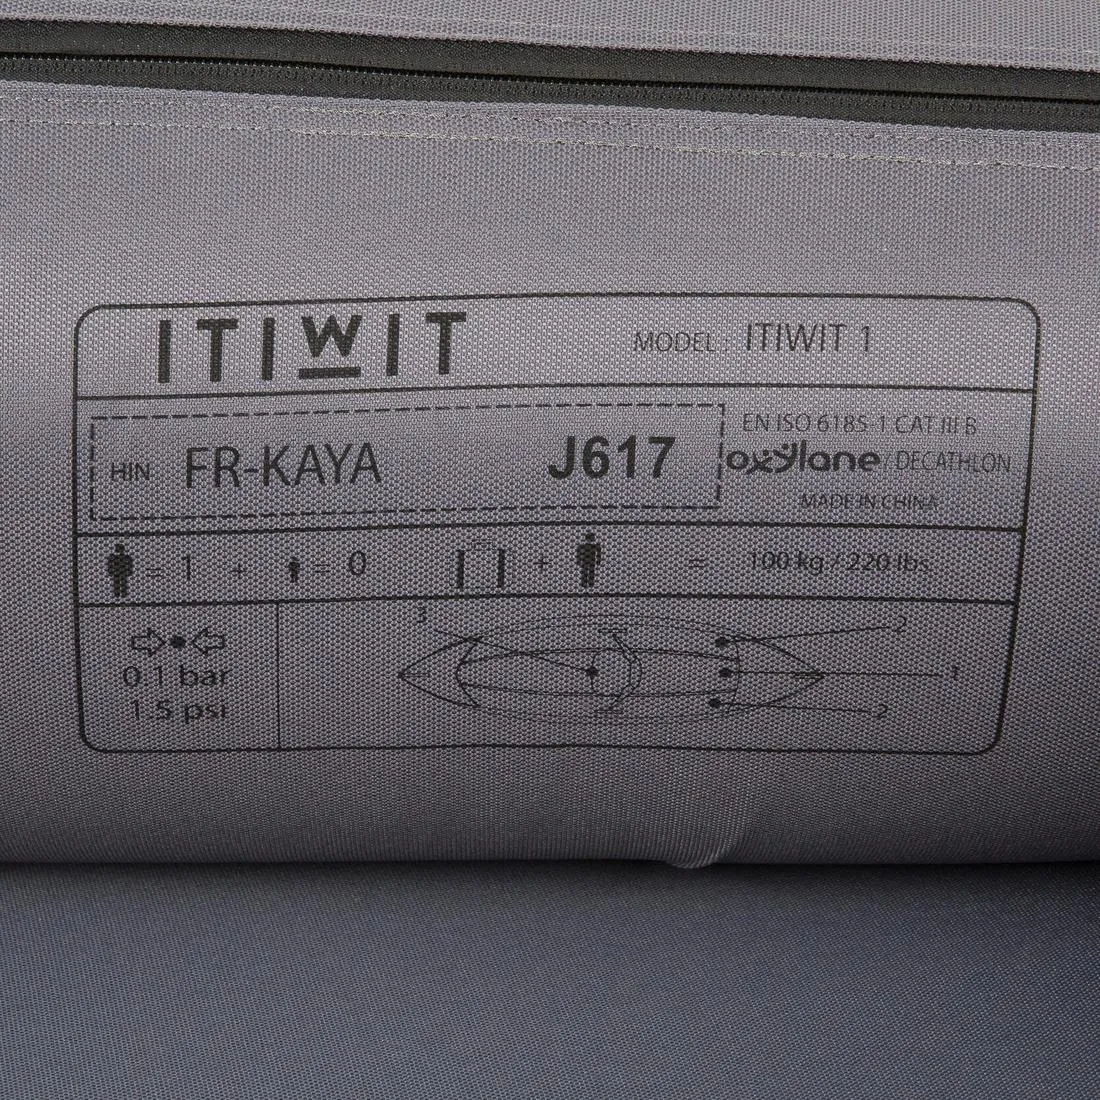 ITIWIT MODEL : ITIWIT 1
HIN FR-KAYA J617
EN ISO 6185-1 CAT III B
oxylane / DECATHLON
MADE IN CHINA
= 1 + = 0 + = 100 kg / 220 lbs
0.1 bar
1.5 psi
3
2
1
2